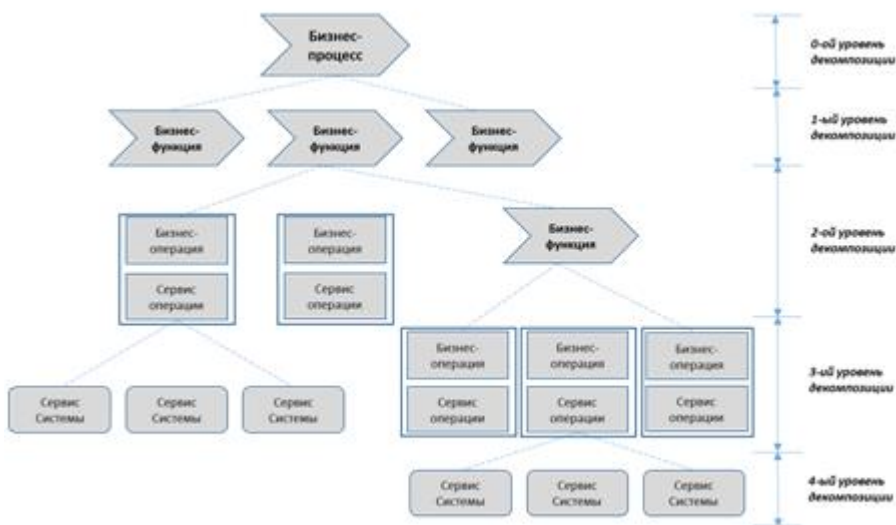 Бизнес-
процесс
0-ой уровень
декомпозиции
Бизнес-
функция
Бизнес-
функция
Бизнес-
функция
1-ый уровень
декомпозиции
Бизнес-
операция
Сервис
операции
Бизнес-
операция
Сервис
операции
Бизнес-
функция
2-ой уровень
декомпозиции
Бизнес-
операция
Сервис
операции
Бизнес-
операция
Сервис
операции
Бизнес-
операция
Сервис
операции
3-ий уровень
декомпозиции
Сервис
Системы
Сервис
Системы
Сервис
Системы
Сервис
Системы
Сервис
Системы
Сервис
Системы
4-ый уровень
декомпозиции